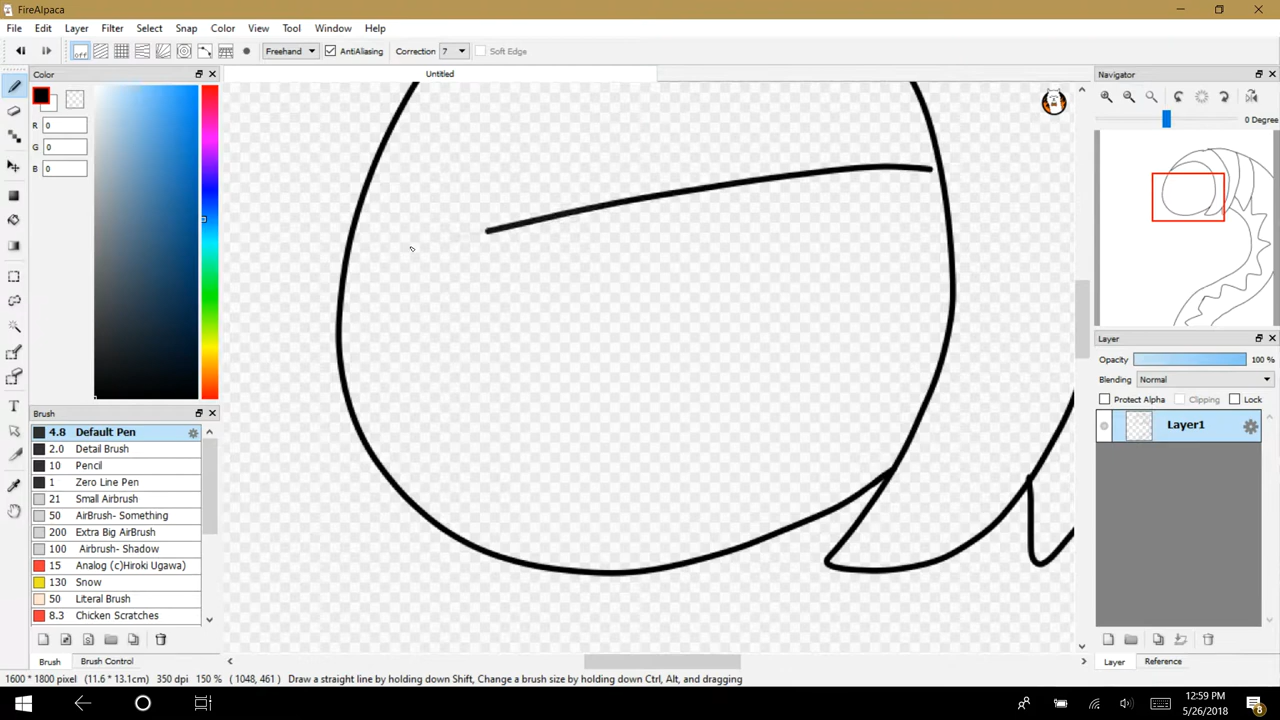 FireAlpaca
File Edit Layer Filter Select Snap Color View Tool Window Help
off Freehand AntiAliasing Correction 7 Soft Edge
Color
Untitled
Navigator
R 0
G 0
B 0
0 Degree
Layer
Opacity 100 %
Blending Normal
Protect Alpha Clipping Lock
Layer1
Brush
4.8 Default Pen
2.0 Detail Brush
10 Pencil
1 Zero Line Pen
21 Small Airbrush
50 AirBrush- Something
200 Extra Big AirBrush
100 Airbrush- Shadow
15 Analog (c)Hiroki Ugawa)
130 Snow
50 Literal Brush
8.3 Chicken Scratches
Brush Brush Control
Layer Reference
1600 * 1800 pixel (11.6 * 13.1cm) 350 dpi 150 % (1048, 461) Draw a straight line by holding down Shift, Change a brush size by holding down Ctrl, Alt, and dragging
12:59 PM
5/26/2018
8